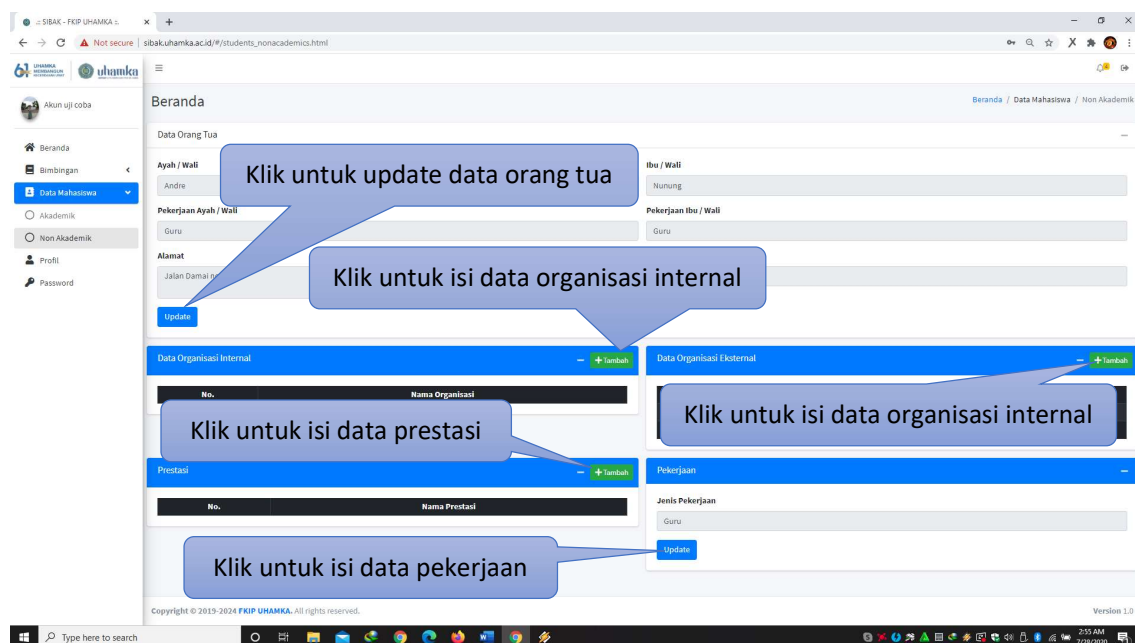 .:: SIBAK - FKIP UHAMKA ::.
Not secure | sibak.uhamka.ac.id/#/students_nonacademics.html
61 UHAMKA
uhamka
Akun uji coba
Beranda
Bimbingan
Data Mahasiswa
Akademik
Non Akademik
Profil
Password
Beranda
Beranda / Data Mahasiswa / Non Akademik
Data Orang Tua
Ayah / Wali
Andre
Ibu / Wali
Nunung
Klik untuk update data orang tua
Pekerjaan Ayah / Wali
Guru
Pekerjaan Ibu / Wali
Guru
Alamat
Jalan Damai
Klik untuk isi data organisasi internal
Update
Data Organisasi Internal
Tambah
No. Nama Organisasi
Data Organisasi Eksternal
Tambah
Klik untuk isi data organisasi internal
Klik untuk isi data prestasi
Prestasi
Tambah
No. Nama Prestasi
Pekerjaan
Jenis Pekerjaan
Guru
Update
Klik untuk isi data pekerjaan
Copyright © 2019-2024 FKIP UHAMKA. All rights reserved.
Version 1.0
Type here to search
2:55 AM
7/28/2020